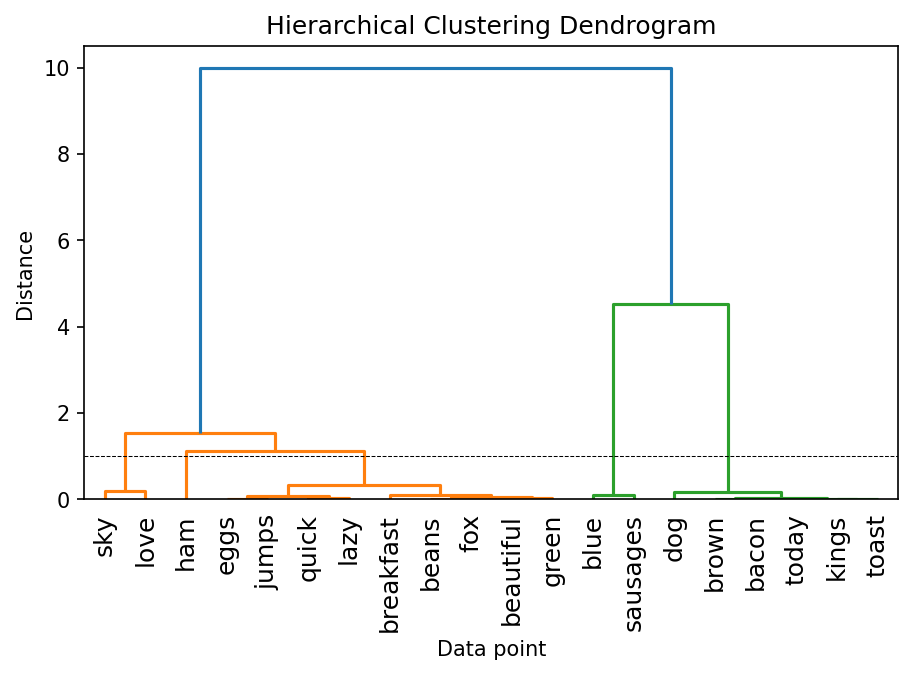 Hierarchical Clustering Dendrogram
10
8
6
4
2
0
Distance
sky
love
ham
eggs
jumps
quick
lazy
breakfast
beans
fox
beautiful
green
blue
sausages
dog
brown
bacon
today
kings
toast
Data point